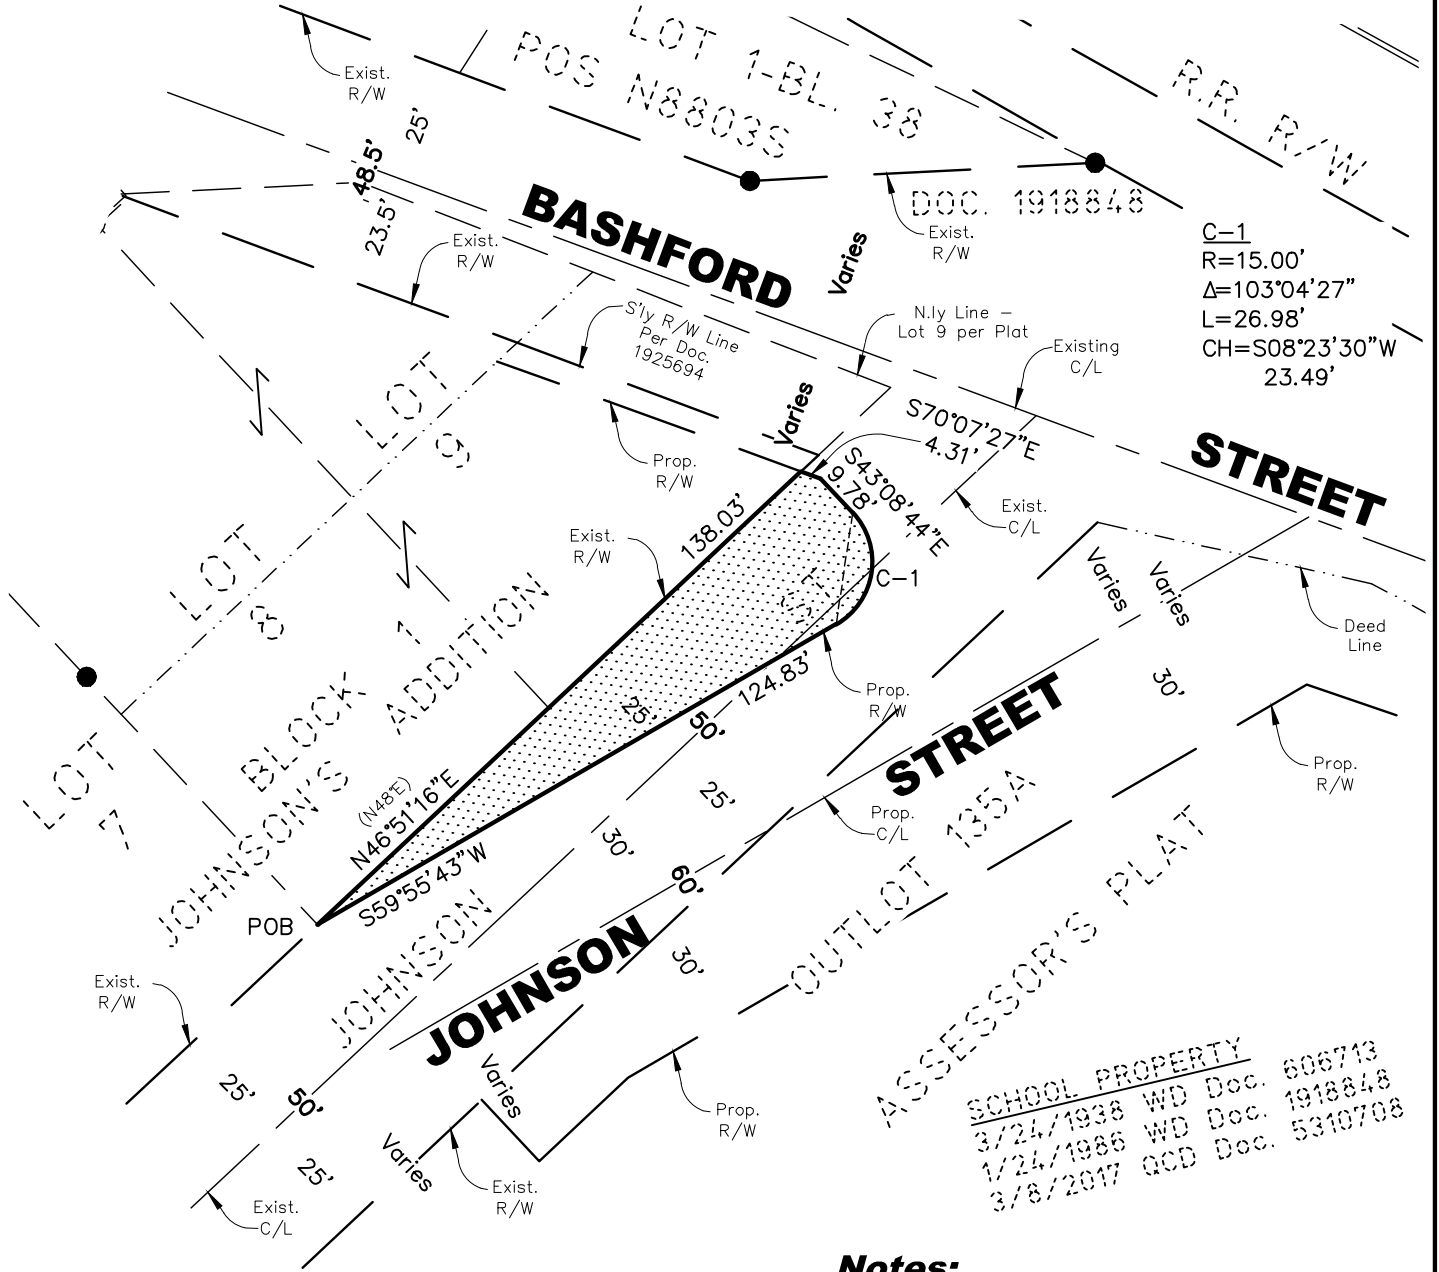 LOT 1-BL. 38
POS N8803S
R.R. R/W
Exist.
R/W
25'
48.5'
23.5'
BASHFORD
STREET
DOC. 1918848
Exist.
R/W
Exist.
R/W
Varies
C-1
R=15.00'
Δ=103°04'27"
L=26.98'
CH=S08°23'30"W
23.49'
S'ly R/W Line
Per Doc.
1925694
N.ly Line -
Lot 9 per Plat
Existing
C/L
Varies
S70°07'27"E
4.31'
S43°08'44"E
9.78'
LOT
9
Prop.
R/W
Exist.
C/L
138.03'
Exist.
R/W
C-1
ST.
LOT
8
Varies
Varies
Deed
Line
30'
BLOCK 1
JOHNSON'S ADDITION
124.83'
Prop.
R/W
25'
50'
25'
STREET
LOT
7
(N48°E)
N46°51'16"E
S59°55'43"W
Prop.
R/W
Prop.
C/L
30'
60'
30'
POB
JOHNSON
JOHNSON
OUTLOT 135A
ASSESSOR'S PLAT
Exist.
R/W
25'
50'
25'
Varies
Varies
Prop.
R/W
Exist.
R/W
Exist.
C/L
SCHOOL PROPERTY
3/24/1938 WD Doc. 606713
1/24/1986 WD Doc. 1918848
3/8/2017 QCD Doc. 5310708
Notes: